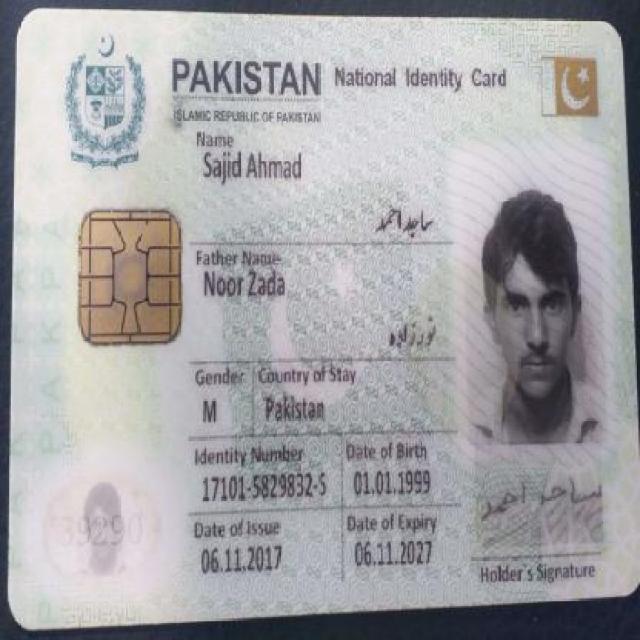 PAKISTAN National Identity Card
ISLAMIC REPUBLIC OF PAKISTAN
Name
Sajid Ahmad
ساجد احمد
Father Name
Noor Zada
نور زاده
Gender Country of Stay
M Pakistan
Identity Number Date of Birth
17101-5829832-5 01.01.1999
Date of Issue Date of Expiry
06.11.2017 06.11.2027
ساجد احمد
Holder's Signature
39290